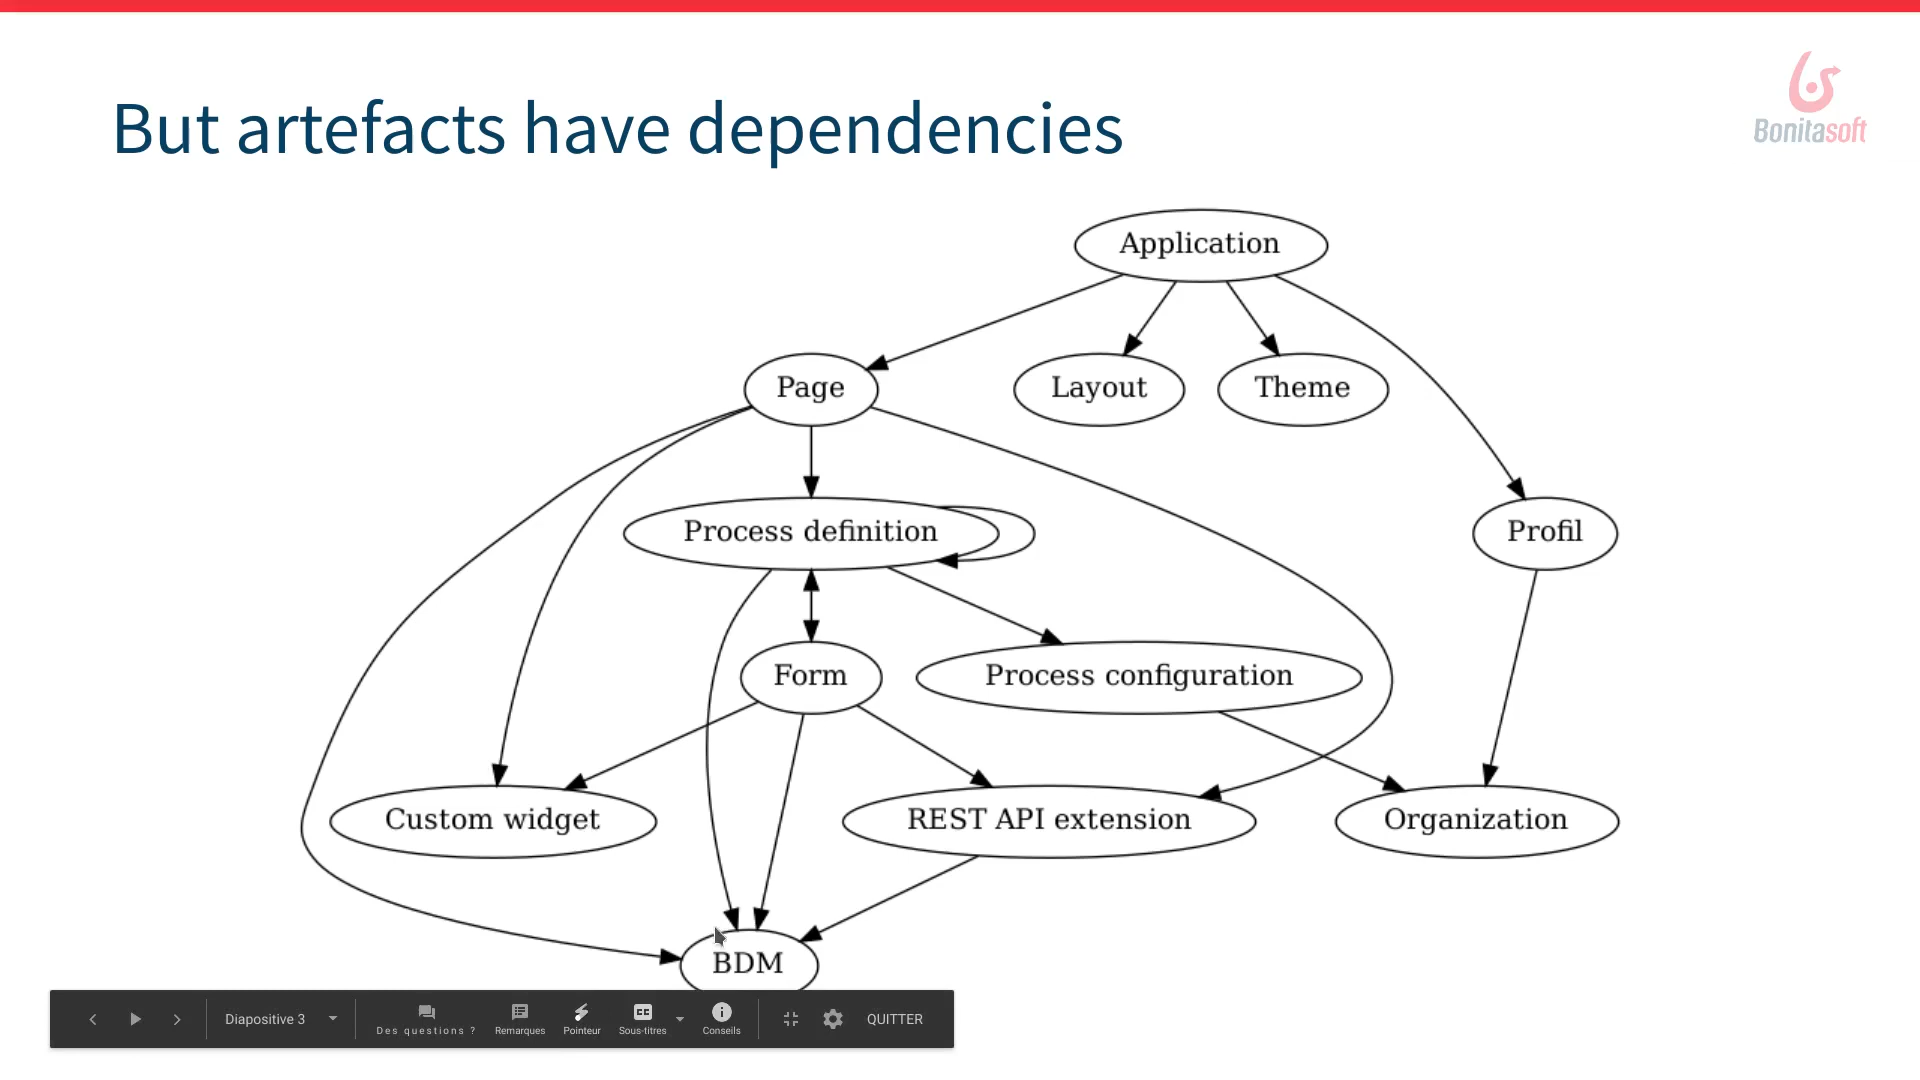 But artefacts have dependencies
Bonitasoft
Application
Page
Layout
Theme
Process definition
Profil
Form
Process configuration
Custom widget
REST API extension
Organization
BDM
Diapositive 3
Des questions ?
Remarques
Pointeur
CC
Sous-titres
Conseils
QUITTER